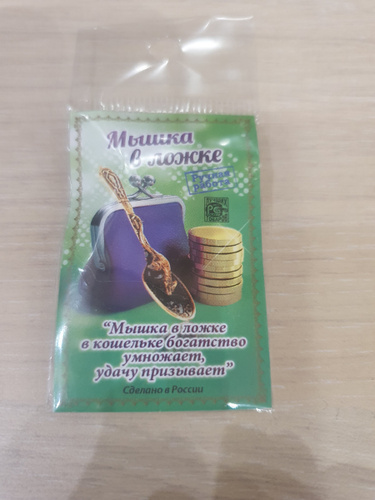 Мышка
в ложке
Ручная
работа
"Мышка в ложке
в кошельке богатство
умножает,
удачу призывает"
Сделано в России